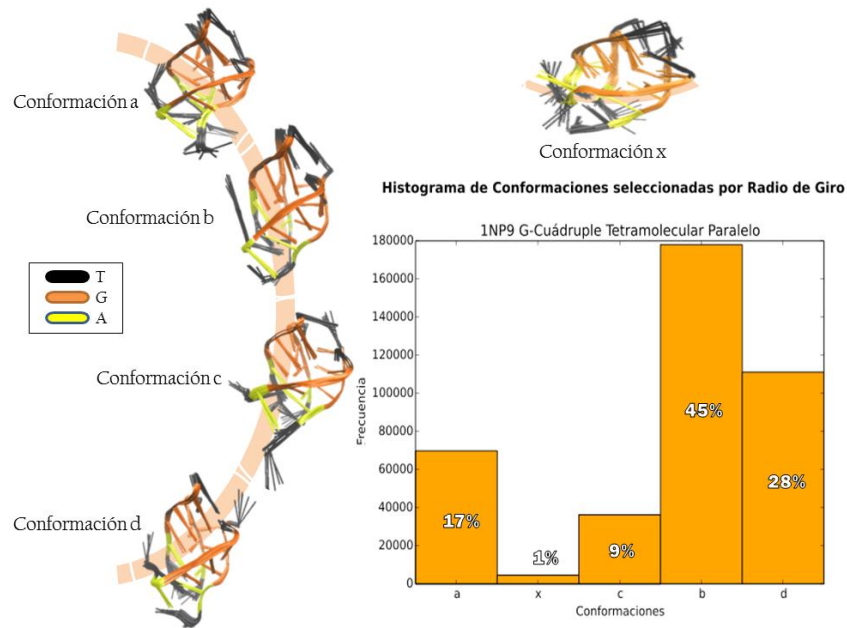 Conformación a
Conformación b
T
G
A
Conformación c
Conformación d
Conformación x
Histograma de Conformaciones seleccionadas por Radio de Giro
1NP9 G-Cuádruple Tetramolecular Paralelo
180000
160000
140000
120000
100000
80000
60000
40000
20000
0
Frecuencia
17%
1%
9%
45%
28%
a x c b d
Conformaciones